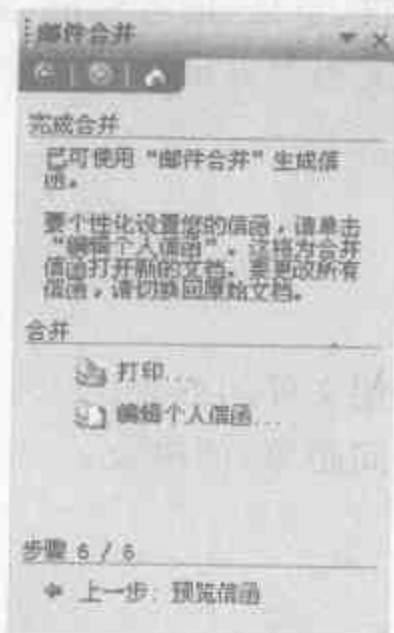 邮件合并
完成合并
已可使用“邮件合并”生成信
函。
要个性化设置您的信函，请单击
“编辑个人信函”。这将为合并
信函打开新的文档。要更改所有
信函，请切换回原始文档。
合并
打印...
编辑个人信函...
步骤 6 / 6
上一步: 预览信函